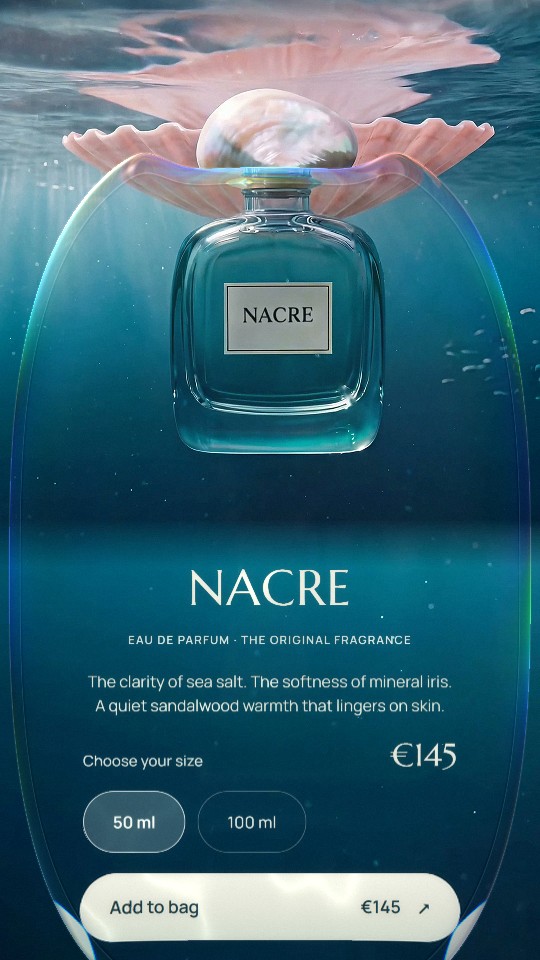 NACRE
NACRE
EAU DE PARFUM · THE ORIGINAL FRAGRANCE
The clarity of sea salt. The softness of mineral iris.
A quiet sandalwood warmth that lingers on skin.
Choose your size
€145
50 ml
100 ml
Add to bag
€145 ↗